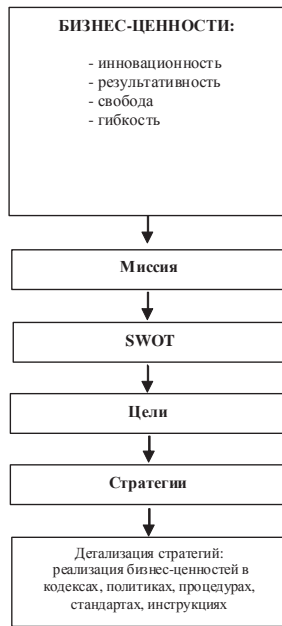 БИЗНЕС-ЦЕННОСТИ:
- инновационность
- результативность
- свобода
- гибкость
Миссия
SWOT
Цели
Стратегии
Детализация стратегий:
реализация бизнес-ценностей в
кодексах, политиках, процедурах,
стандартах, инструкциях